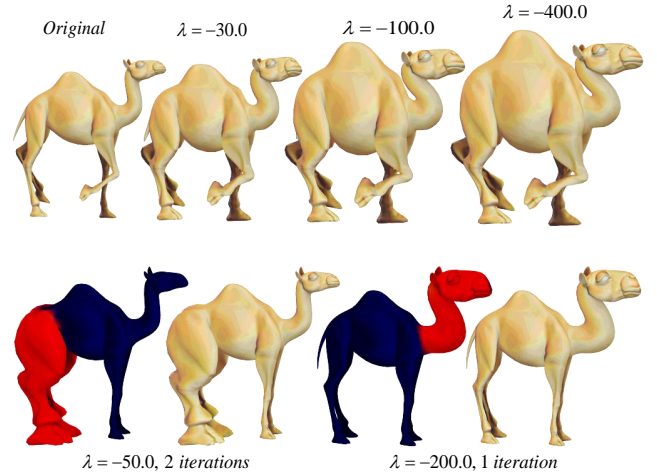 Original
λ = −30.0
λ = −100.0
λ = −400.0
λ = −50.0, 2 iterations
λ = −200.0, 1 iteration